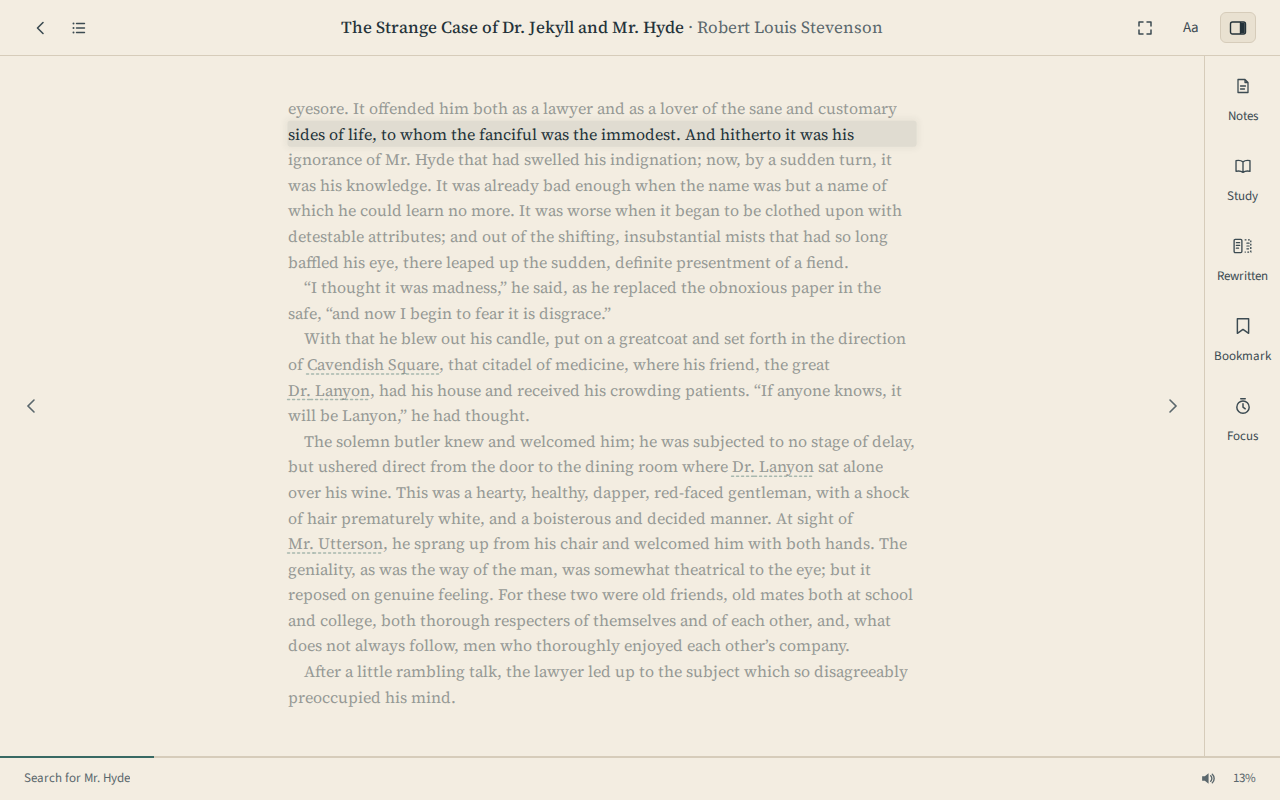 The Strange Case of Dr. Jekyll and Mr. Hyde · Robert Louis Stevenson
Aa
eyesore. It offended him both as a lawyer and as a lover of the sane and customary
sides of life, to whom the fanciful was the immodest. And hitherto it was his
ignorance of Mr. Hyde that had swelled his indignation; now, by a sudden turn, it
was his knowledge. It was already bad enough when the name was but a name of
which he could learn no more. It was worse when it began to be clothed upon with
detestable attributes; and out of the shifting, insubstantial mists that had so long
baffled his eye, there leaped up the sudden, definite presentment of a fiend.
“I thought it was madness,” he said, as he replaced the obnoxious paper in the
safe, “and now I begin to fear it is disgrace.”
With that he blew out his candle, put on a greatcoat and set forth in the direction
of Cavendish Square, that citadel of medicine, where his friend, the great
Dr. Lanyon, had his house and received his crowding patients. “If anyone knows, it
will be Lanyon,” he had thought.
The solemn butler knew and welcomed him; he was subjected to no stage of delay,
but ushered direct from the door to the dining room where Dr. Lanyon sat alone
over his wine. This was a hearty, healthy, dapper, red-faced gentleman, with a shock
of hair prematurely white, and a boisterous and decided manner. At sight of
Mr. Utterson, he sprang up from his chair and welcomed him with both hands. The
geniality, as was the way of the man, was somewhat theatrical to the eye; but it
reposed on genuine feeling. For these two were old friends, old mates both at school
and college, both thorough respecters of themselves and of each other, and, what
does not always follow, men who thoroughly enjoyed each other’s company.
After a little rambling talk, the lawyer led up to the subject which so disagreeably
preoccupied his mind.
Notes
Study
Rewritten
Bookmark
Focus
Search for Mr. Hyde
13%